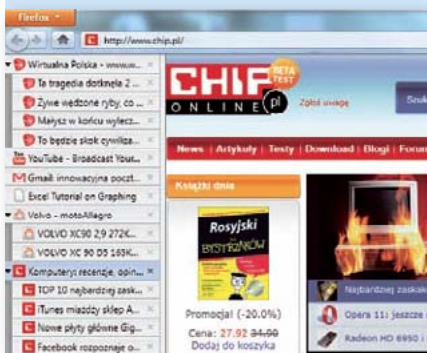 Firefox
http://www.chip.pl/
Wirtualna Polska - www.w...
Ta tragedia dotknęła 2 ...
Żywe wędzone ryby, co ...
Małysz w końcu wylecz...
To będzie skok cywiliza...
YouTube - Broadcast Your...
Gmail: innowacyjna poczt...
Excel Tutorial on Graphing
Volvo - motoAllegro
VOLVO XC90 2,9 272K...
VOLVO XC 90 D5 165K...
Komputery: recenzje, opin...
TOP 10 najbardziej zask...
iTunes miażdży sklep A...
Nowe płyty główne Gig...
Facebook rozpoznaje o...
CHIP
BETA TEST
ONLINE pl
Zgłoś uwagę
Szuk
News | Artykuły | Testy | Download | Blogi | Forum
Książki dnia
Rosyjski
BYSTRZAKÓW
Promocja! (-20.0%)
Cena: 27.92 34.90
Dodaj do koszyka
Najbardziej zaskak
Opera 11: jeszcze
Radeon HD 6950 i